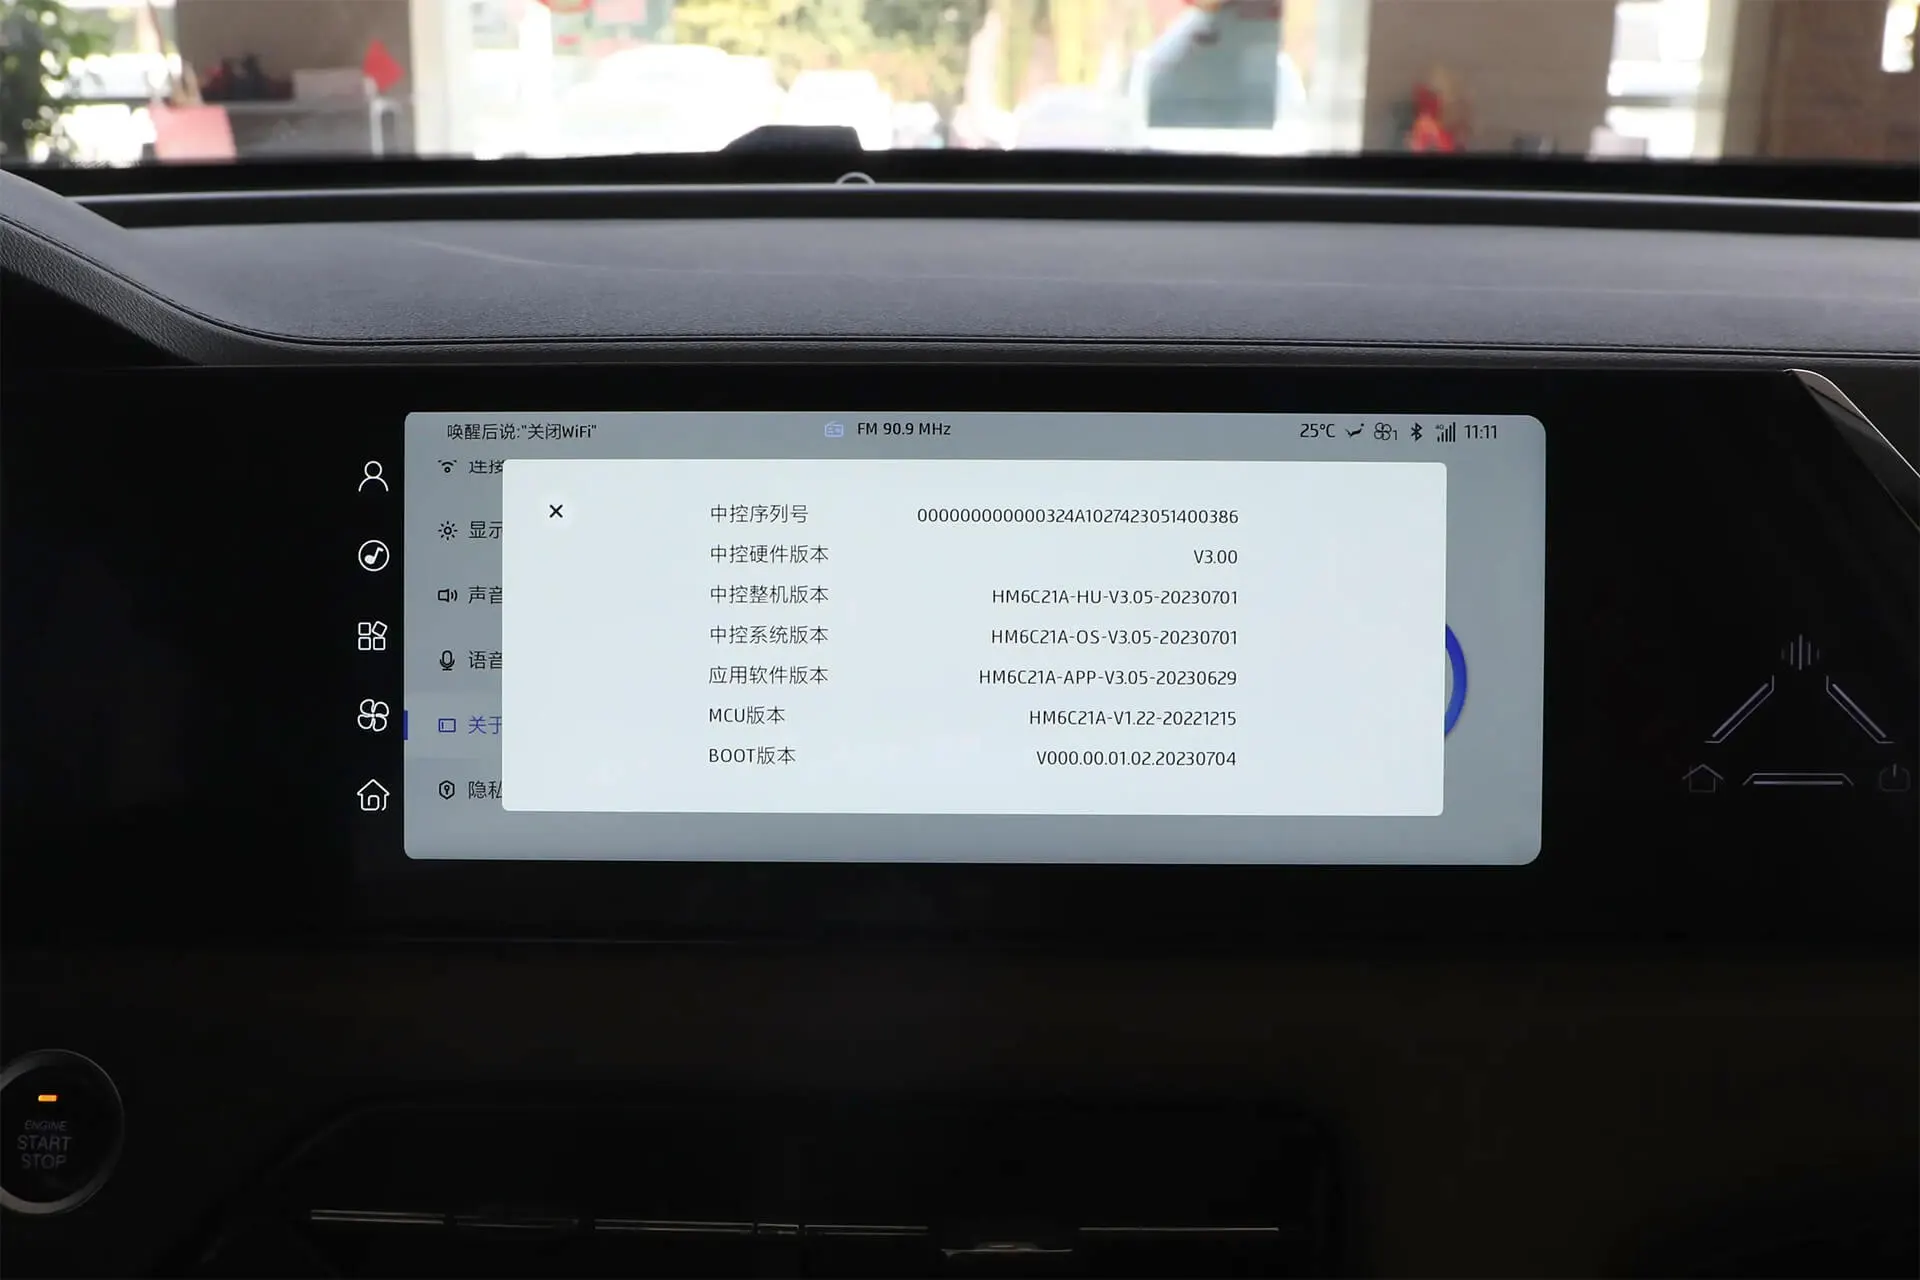 唤醒后说:"关闭WiFi"
FM 90.9 MHz
25℃ 1 4G 11:11
连接
显示
声音
语音
关于
隐私
中控序列号 000000000000324A1027423051400386
中控硬件版本 V3.00
中控整机版本 HM6C21A-HU-V3.05-20230701
中控系统版本 HM6C21A-OS-V3.05-20230701
应用软件版本 HM6C21A-APP-V3.05-20230629
MCU版本 HM6C21A-V1.22-20221215
BOOT版本 V000.00.01.02.20230704
ENGINE
START
STOP